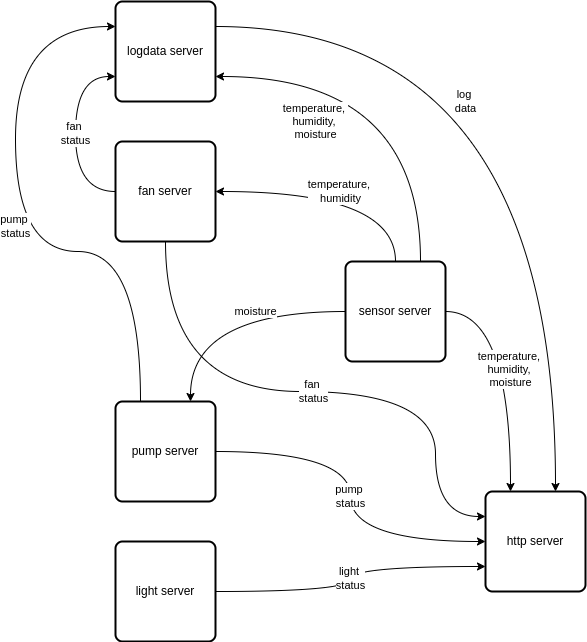 logdata server
log
data
temperature,
humidity,
moisture
fan
status
fan server
temperature,
humidity
pump
status
sensor server
moisture
temperature,
humidity,
moisture
fan
status
pump server
pump
status
http server
light server
light
status